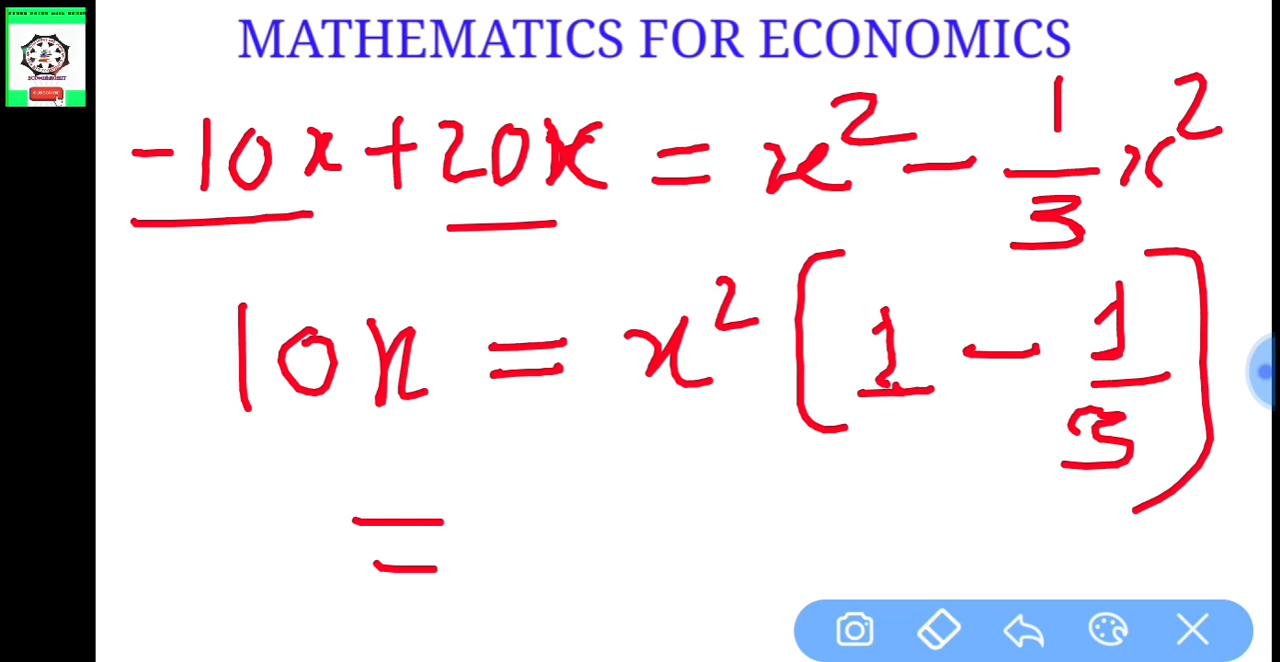 MATHEMATICS FOR ECONOMICS
-10x+20x = x² - 1/3 x²
10x = x² (1 - 1/3)
=